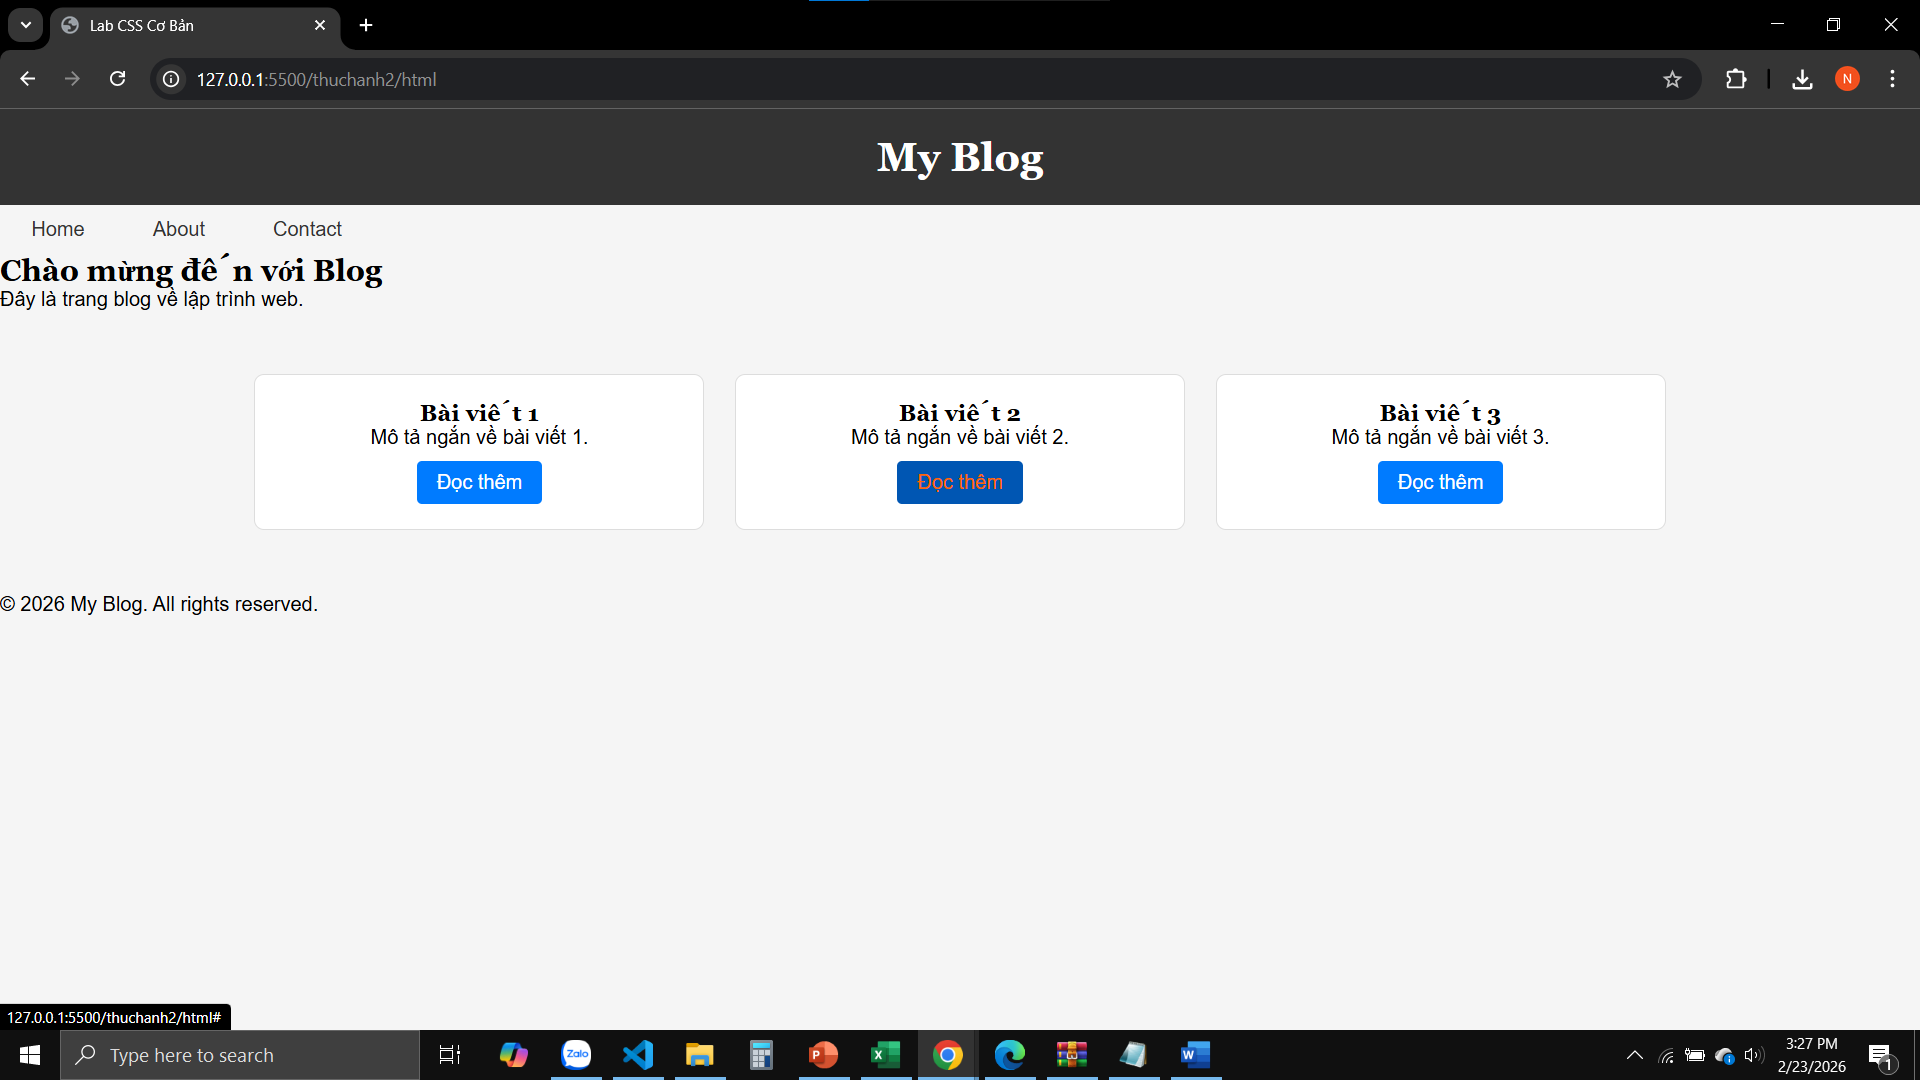 Lab CSS Cơ Bản
127.0.0.1:5500/thuchanh2/html
N
My Blog
Home About Contact
Chào mừng đến với Blog
Đây là trang blog về lập trình web.
Bài viết 1
Mô tả ngắn về bài viết 1.
Đọc thêm
Bài viết 2
Mô tả ngắn về bài viết 2.
Đọc thêm
Bài viết 3
Mô tả ngắn về bài viết 3.
Đọc thêm
© 2026 My Blog. All rights reserved.
127.0.0.1:5500/thuchanh2/html#
Type here to search
Zalo
P
X
W
3:27 PM
2/23/2026
1